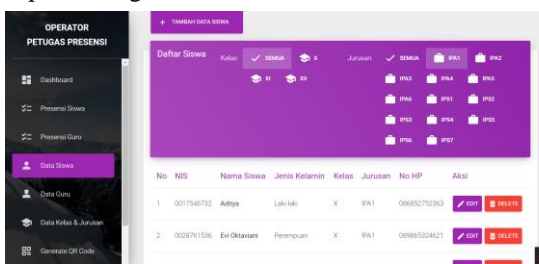 OPERATOR
PETUGAS PRESENSI
Dashboard
Presensi Siswa
Presensi Guru
Data Siswa
Data Guru
Data Kelas & Jurusan
Generate QR Code
+ TAMBAH DATA SISWA
Daftar Siswa Kelas: SEMUA X Jurusan: SEMUA IPA1 IPA2
XI XII IPA3 IPA4 IPA5
IPA6 IPS1 IPS2
IPS3 IPS4 IPS5
IPS6 IPS7
No NIS Nama Siswa Jenis Kelamin Kelas Jurusan No HP Aksi
1 0017546732 Aditya Laki-laki X IPA1 086852752363 EDIT DELETE
2 0028761536 Evi Oktaviani Perempuan X IPA1 089865324621 EDIT DELETE